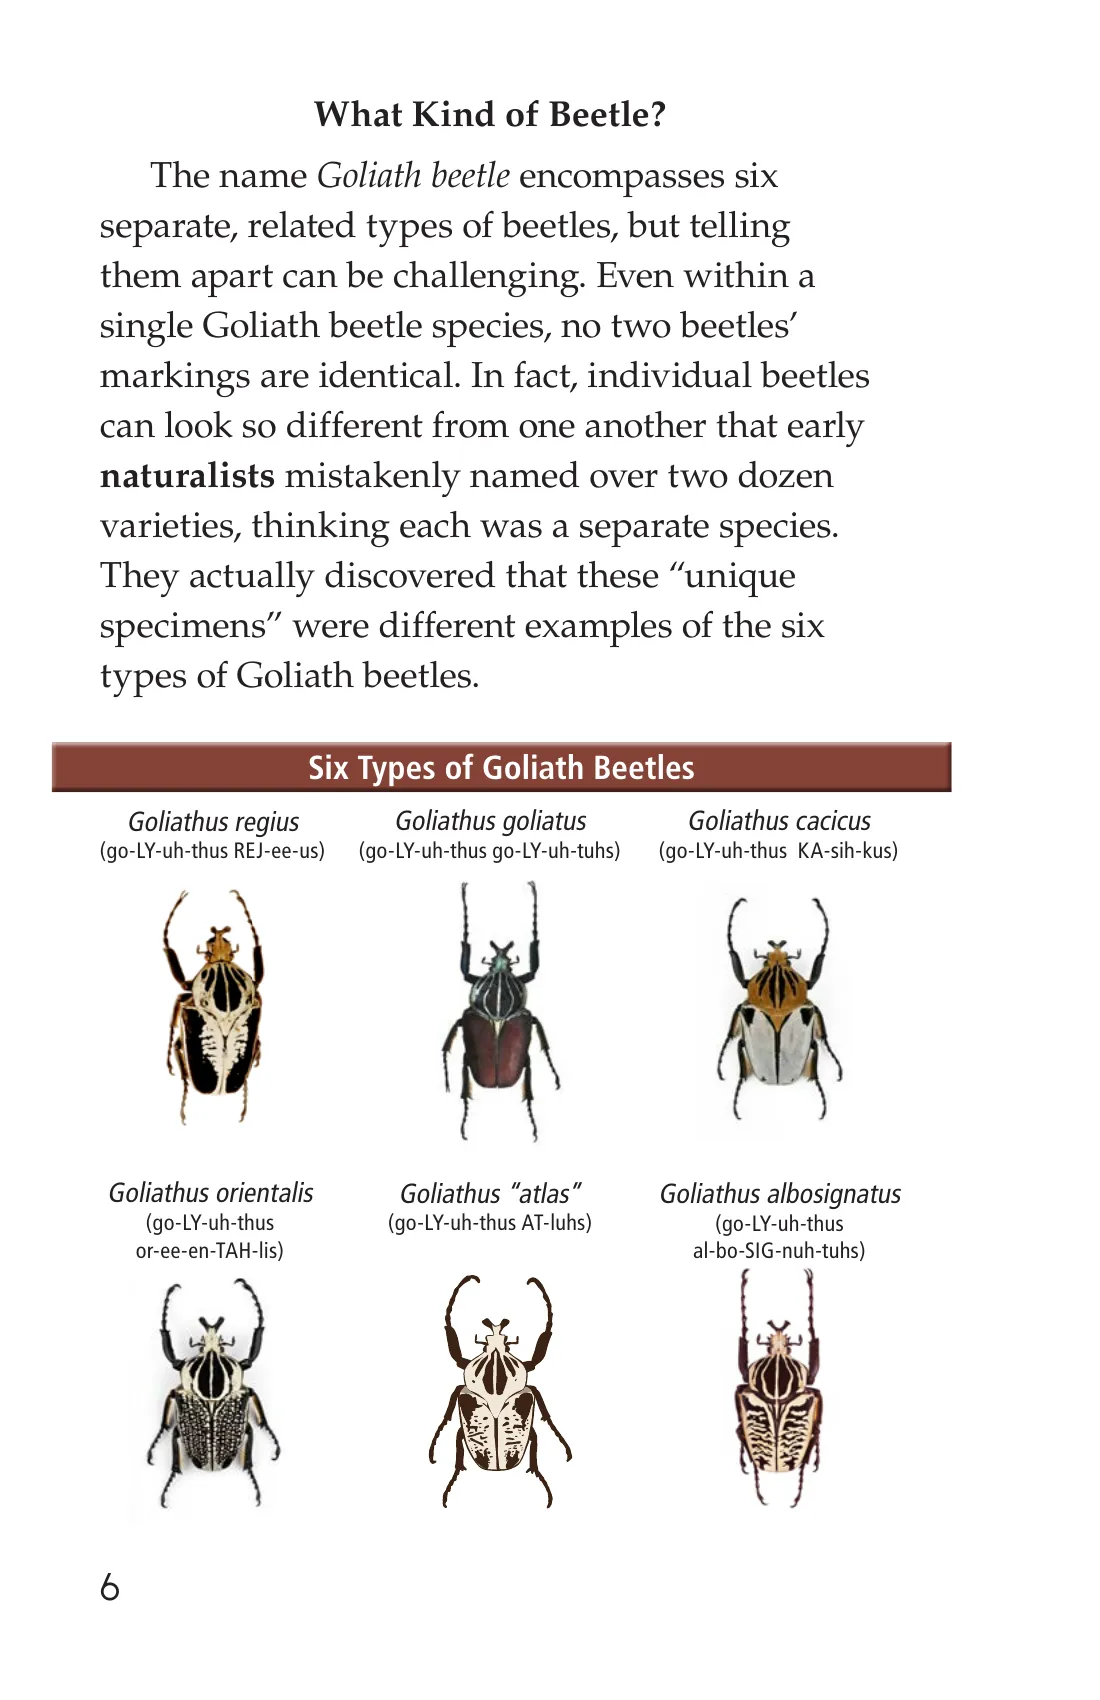 What Kind of Beetle?
The name Goliath beetle encompasses six
separate, related types of beetles, but telling
them apart can be challenging. Even within a
single Goliath beetle species, no two beetles’
markings are identical. In fact, individual beetles
can look so different from one another that early
naturalists mistakenly named over two dozen
varieties, thinking each was a separate species.
They actually discovered that these “unique
specimens” were different examples of the six
types of Goliath beetles.
Six Types of Goliath Beetles
Goliathus regius
(go-LY-uh-thus REJ-ee-us)
Goliathus goliatus
(go-LY-uh-thus go-LY-uh-tuhs)
Goliathus cacicus
(go-LY-uh-thus KA-sih-kus)
Goliathus orientalis
(go-LY-uh-thus
or-ee-en-TAH-lis)
Goliathus “atlas”
(go-LY-uh-thus AT-luhs)
Goliathus albosignatus
(go-LY-uh-thus
al-bo-SIG-nuh-tuhs)
6